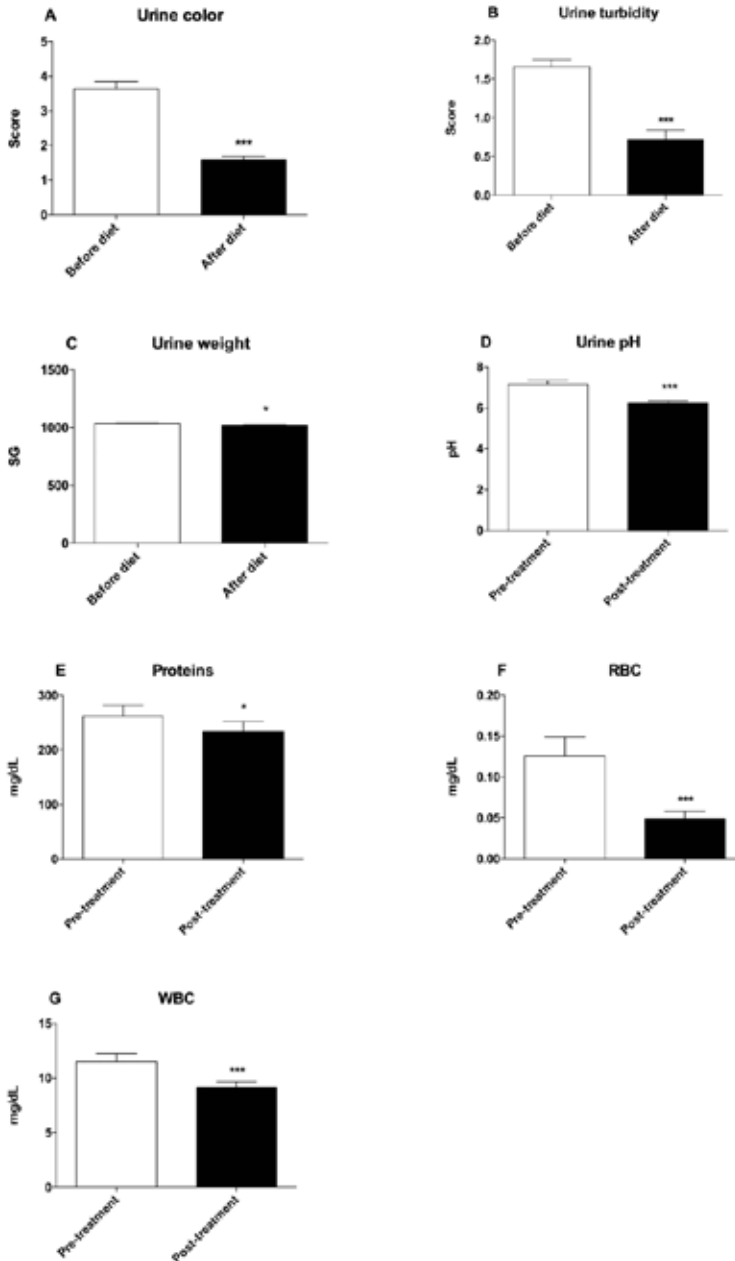 A Urine color
5
4
3
2
1
0
Score
***
Before diet
After diet
B Urine turbidity
2.0
1.5
1.0
0.5
0.0
Score
***
Before diet
After diet
C Urine weight
1500
1000
500
0
SG
*
Before diet
After diet
D Urine pH
8
6
4
2
0
pH
***
Pre-treatment
Post-treatment
E Proteins
300
200
100
0
mg/dL
*
Pre-treatment
Post-treatment
F RBC
0.20
0.15
0.10
0.05
0.00
mg/dL
***
Pre-treatment
Post-treatment
G WBC
15
10
5
0
mg/dL
***
Pre-treatment
Post-treatment